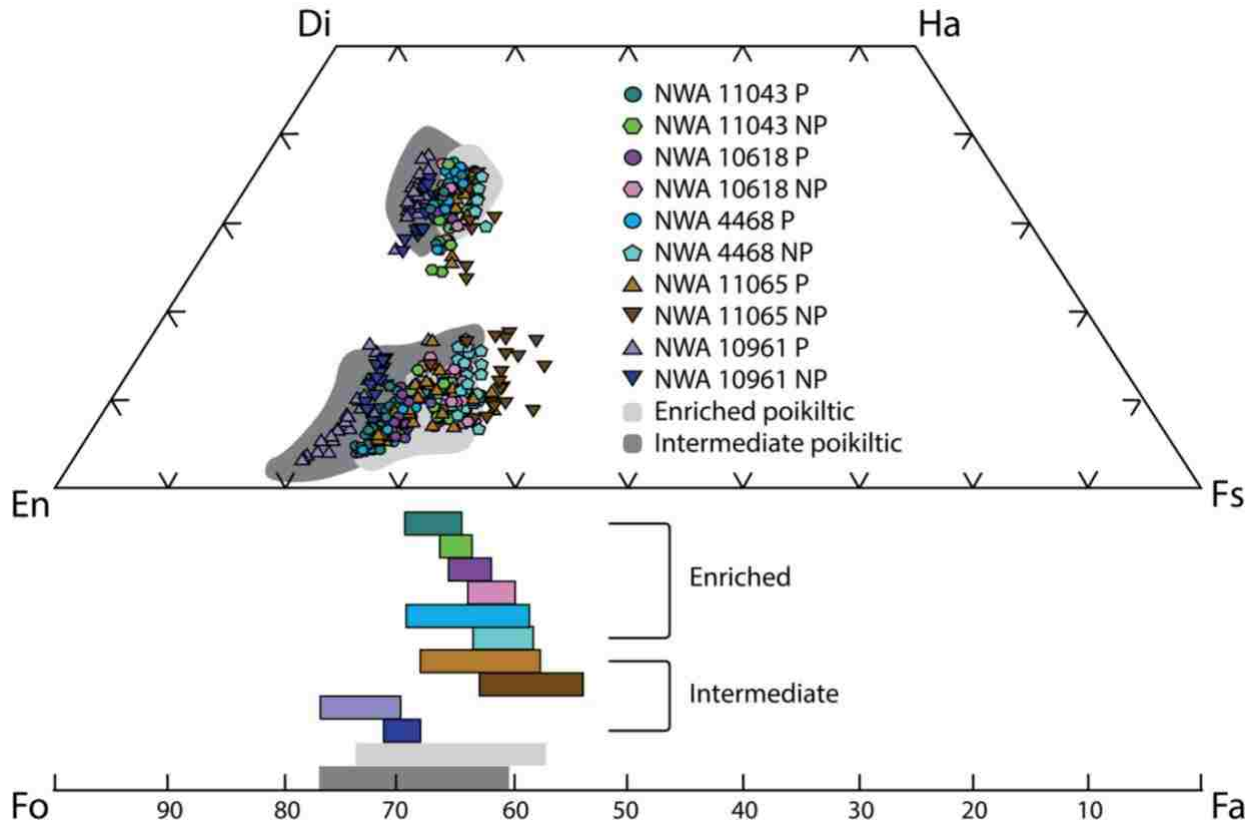 Di Ha
NWA 11043 P
NWA 11043 NP
NWA 10618 P
NWA 10618 NP
NWA 4468 P
NWA 4468 NP
NWA 11065 P
NWA 11065 NP
NWA 10961 P
NWA 10961 NP
Enriched poikiltic
Intermediate poikiltic
En Fs
Enriched
Intermediate
Fo 90 80 70 60 50 40 30 20 10 Fa